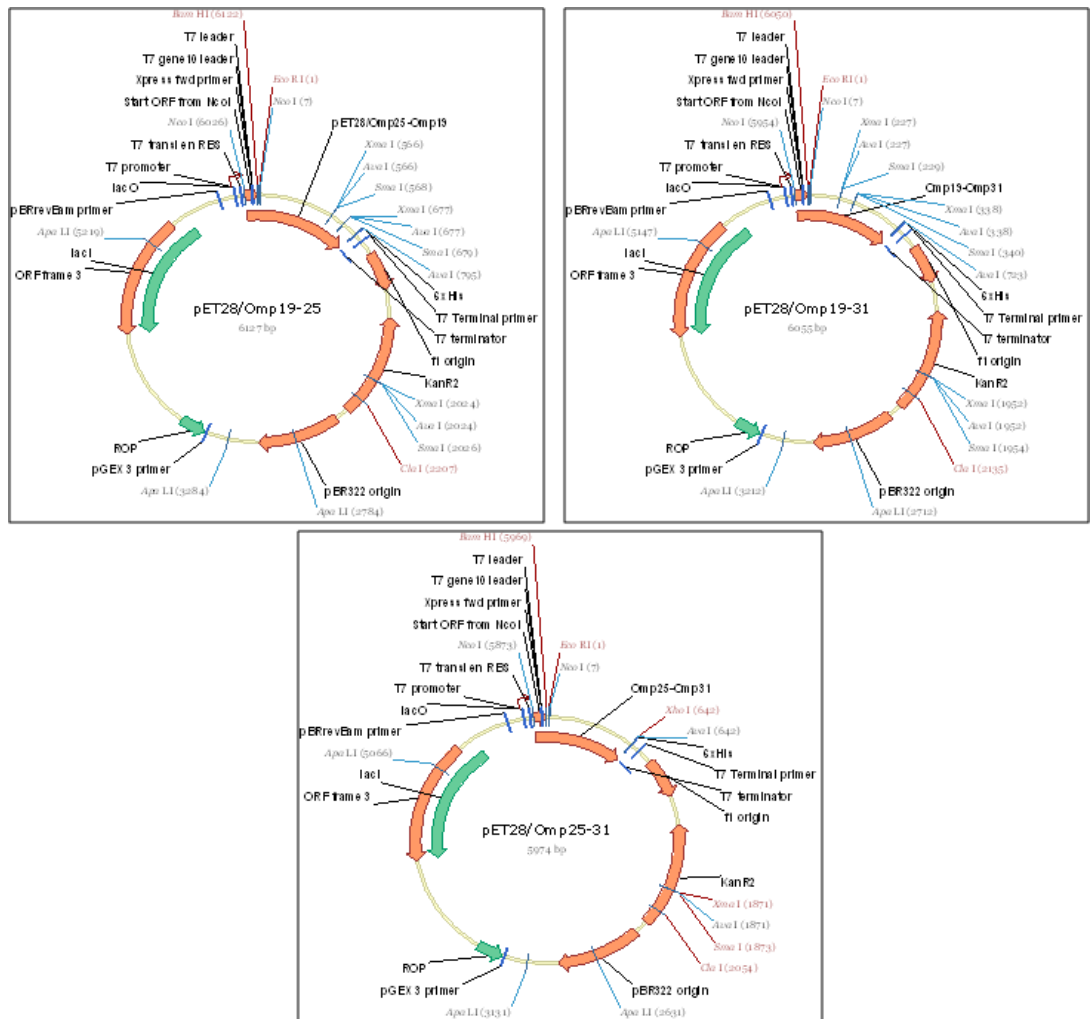 Bam HI (6122)
T7 leader
T7 gene10 leader
Xpress fwd primer
Start ORF from NcoI
Nco I (6026)
T7 transl en RBS
T7 promoter
lacO
pBRrevBam primer
Apa LI (5219)
lacI
ORF frame 3
Eco RI (1)
Nco I (7)
pET28/Omp25-Omp19
Xma I (566)
Ava I (566)
Sma I (568)
Xma I (677)
Ava I (677)
Sma I (679)
Ava I (795)
6xHis
T7 Terminal primer
T7 terminator
f1 origin
KanR2
Xma I (2024)
Ava I (2024)
Sma I (2026)
Cla I (2207)
pBR322 origin
Apa LI (2784)
Apa LI (3284)
pGEX 3 primer
ROP
pET28/Omp19-25
6127 bp
Bam HI (6050)
T7 leader
T7 gene10 leader
Xpress fwd primer
Start ORF from NcoI
Nco I (5954)
T7 transl en RBS
T7 promoter
lacO
pBRrevBam primer
Apa LI (5147)
lacI
ORF frame 3
Eco RI (1)
Nco I (7)
Xma I (227)
Ava I (227)
Sma I (229)
Omp19-Omp31
Xma I (338)
Ava I (338)
Sma I (340)
Ava I (723)
6xHis
T7 Terminal primer
T7 terminator
f1 origin
KanR2
Xma I (1952)
Ava I (1952)
Sma I (1954)
Cla I (2135)
pBR322 origin
Apa LI (2712)
Apa LI (3212)
pGEX 3 primer
ROP
pET28/Omp19-31
6055 bp
Bam HI (5969)
T7 leader
T7 gene10 leader
Xpress fwd primer
Start ORF from NcoI
Nco I (5873)
T7 transl en RBS
T7 promoter
lacO
pBRrevBam primer
Apa LI (5066)
lacI
ORF frame 3
Eco RI (1)
Nco I (7)
Omp25-Omp31
Xho I (642)
Ava I (642)
6xHis
T7 Terminal primer
T7 terminator
f1 origin
KanR2
Xma I (1871)
Ava I (1871)
Sma I (1873)
Cla I (2054)
pBR322 origin
Apa LI (2631)
Apa LI (3131)
pGEX 3 primer
ROP
pET28/Omp25-31
5974 bp